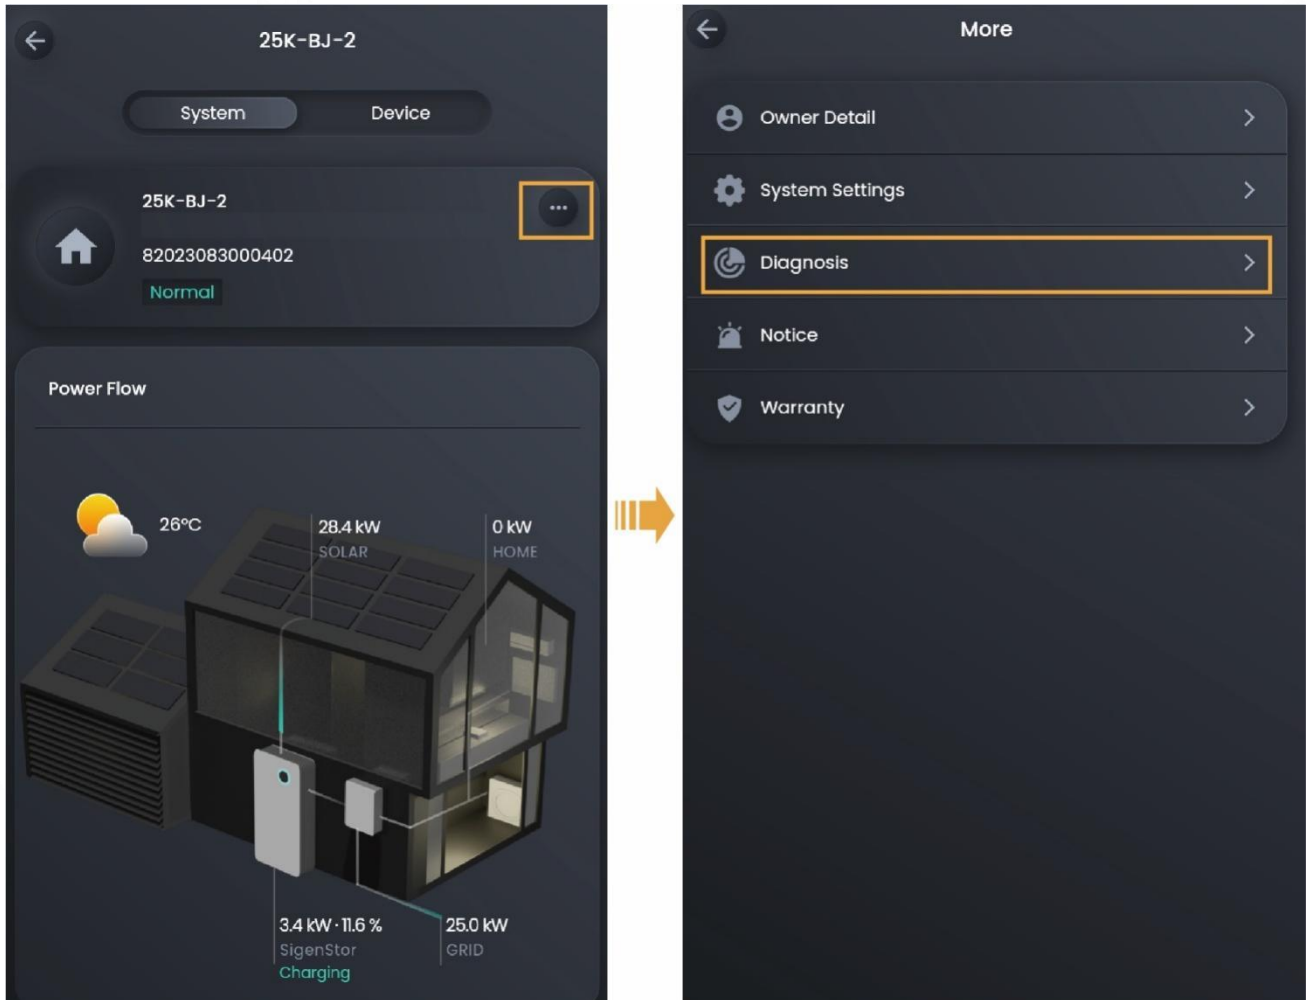 25K-BJ-2
System Device
25K-BJ-2
82023083000402
Normal
Power Flow
26°C
28.4 kW
SOLAR
0 kW
HOME
3.4 kW · 11.6 %
SigenStor
Charging
25.0 kW
GRID
More
Owner Detail
System Settings
Diagnosis
Notice
Warranty